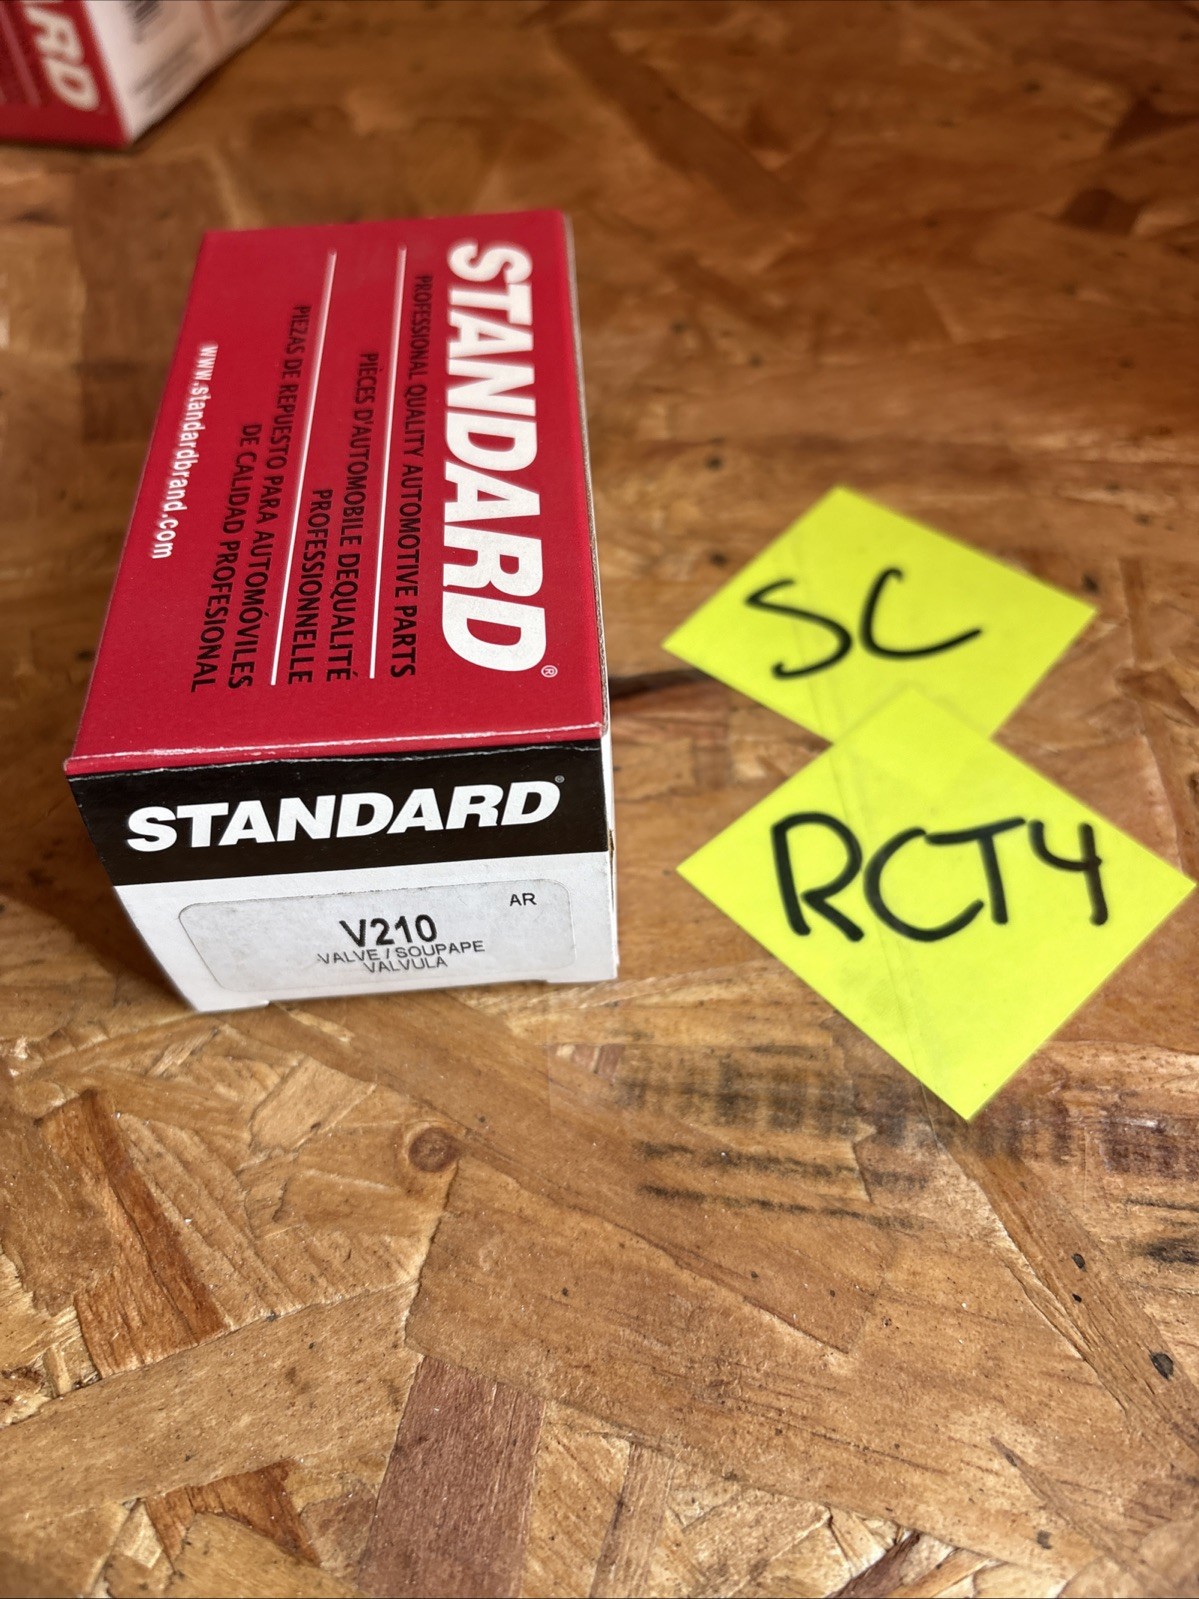 ARD
STANDARD®
PROFESSIONAL QUALITY AUTOMOTIVE PARTS
PIÈCES D'AUTOMOBILE DEQUALITÉ
PROFESSIONNELLE
PIEZAS DE REPUESTO PARA AUTOMÓVILES
DE CALIDAD PROFESIONAL
www.standardbrand.com
STANDARD®
AR
V210
VALVE / SOUPAPE
VALVULA
SC
RCT4